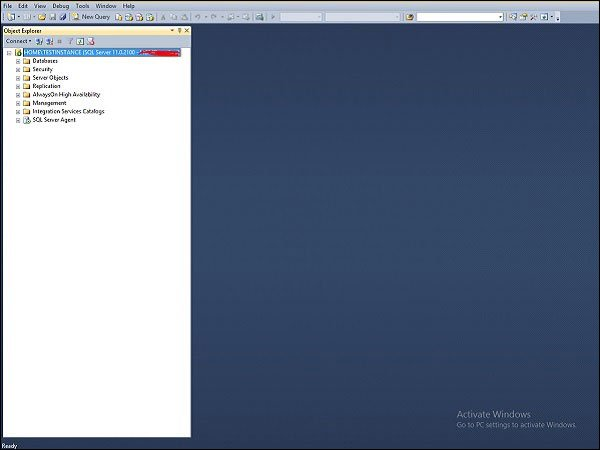 File Edit View Debug Tools Window Help
New Query
Object Explorer
Connect
HOME\TESTINSTANCE (SQL Server 11.0.2100 -
Databases
Security
Server Objects
Replication
AlwaysOn High Availability
Management
Integration Services Catalogs
SQL Server Agent
Activate Windows
Go to PC settings to activate Windows.
Ready